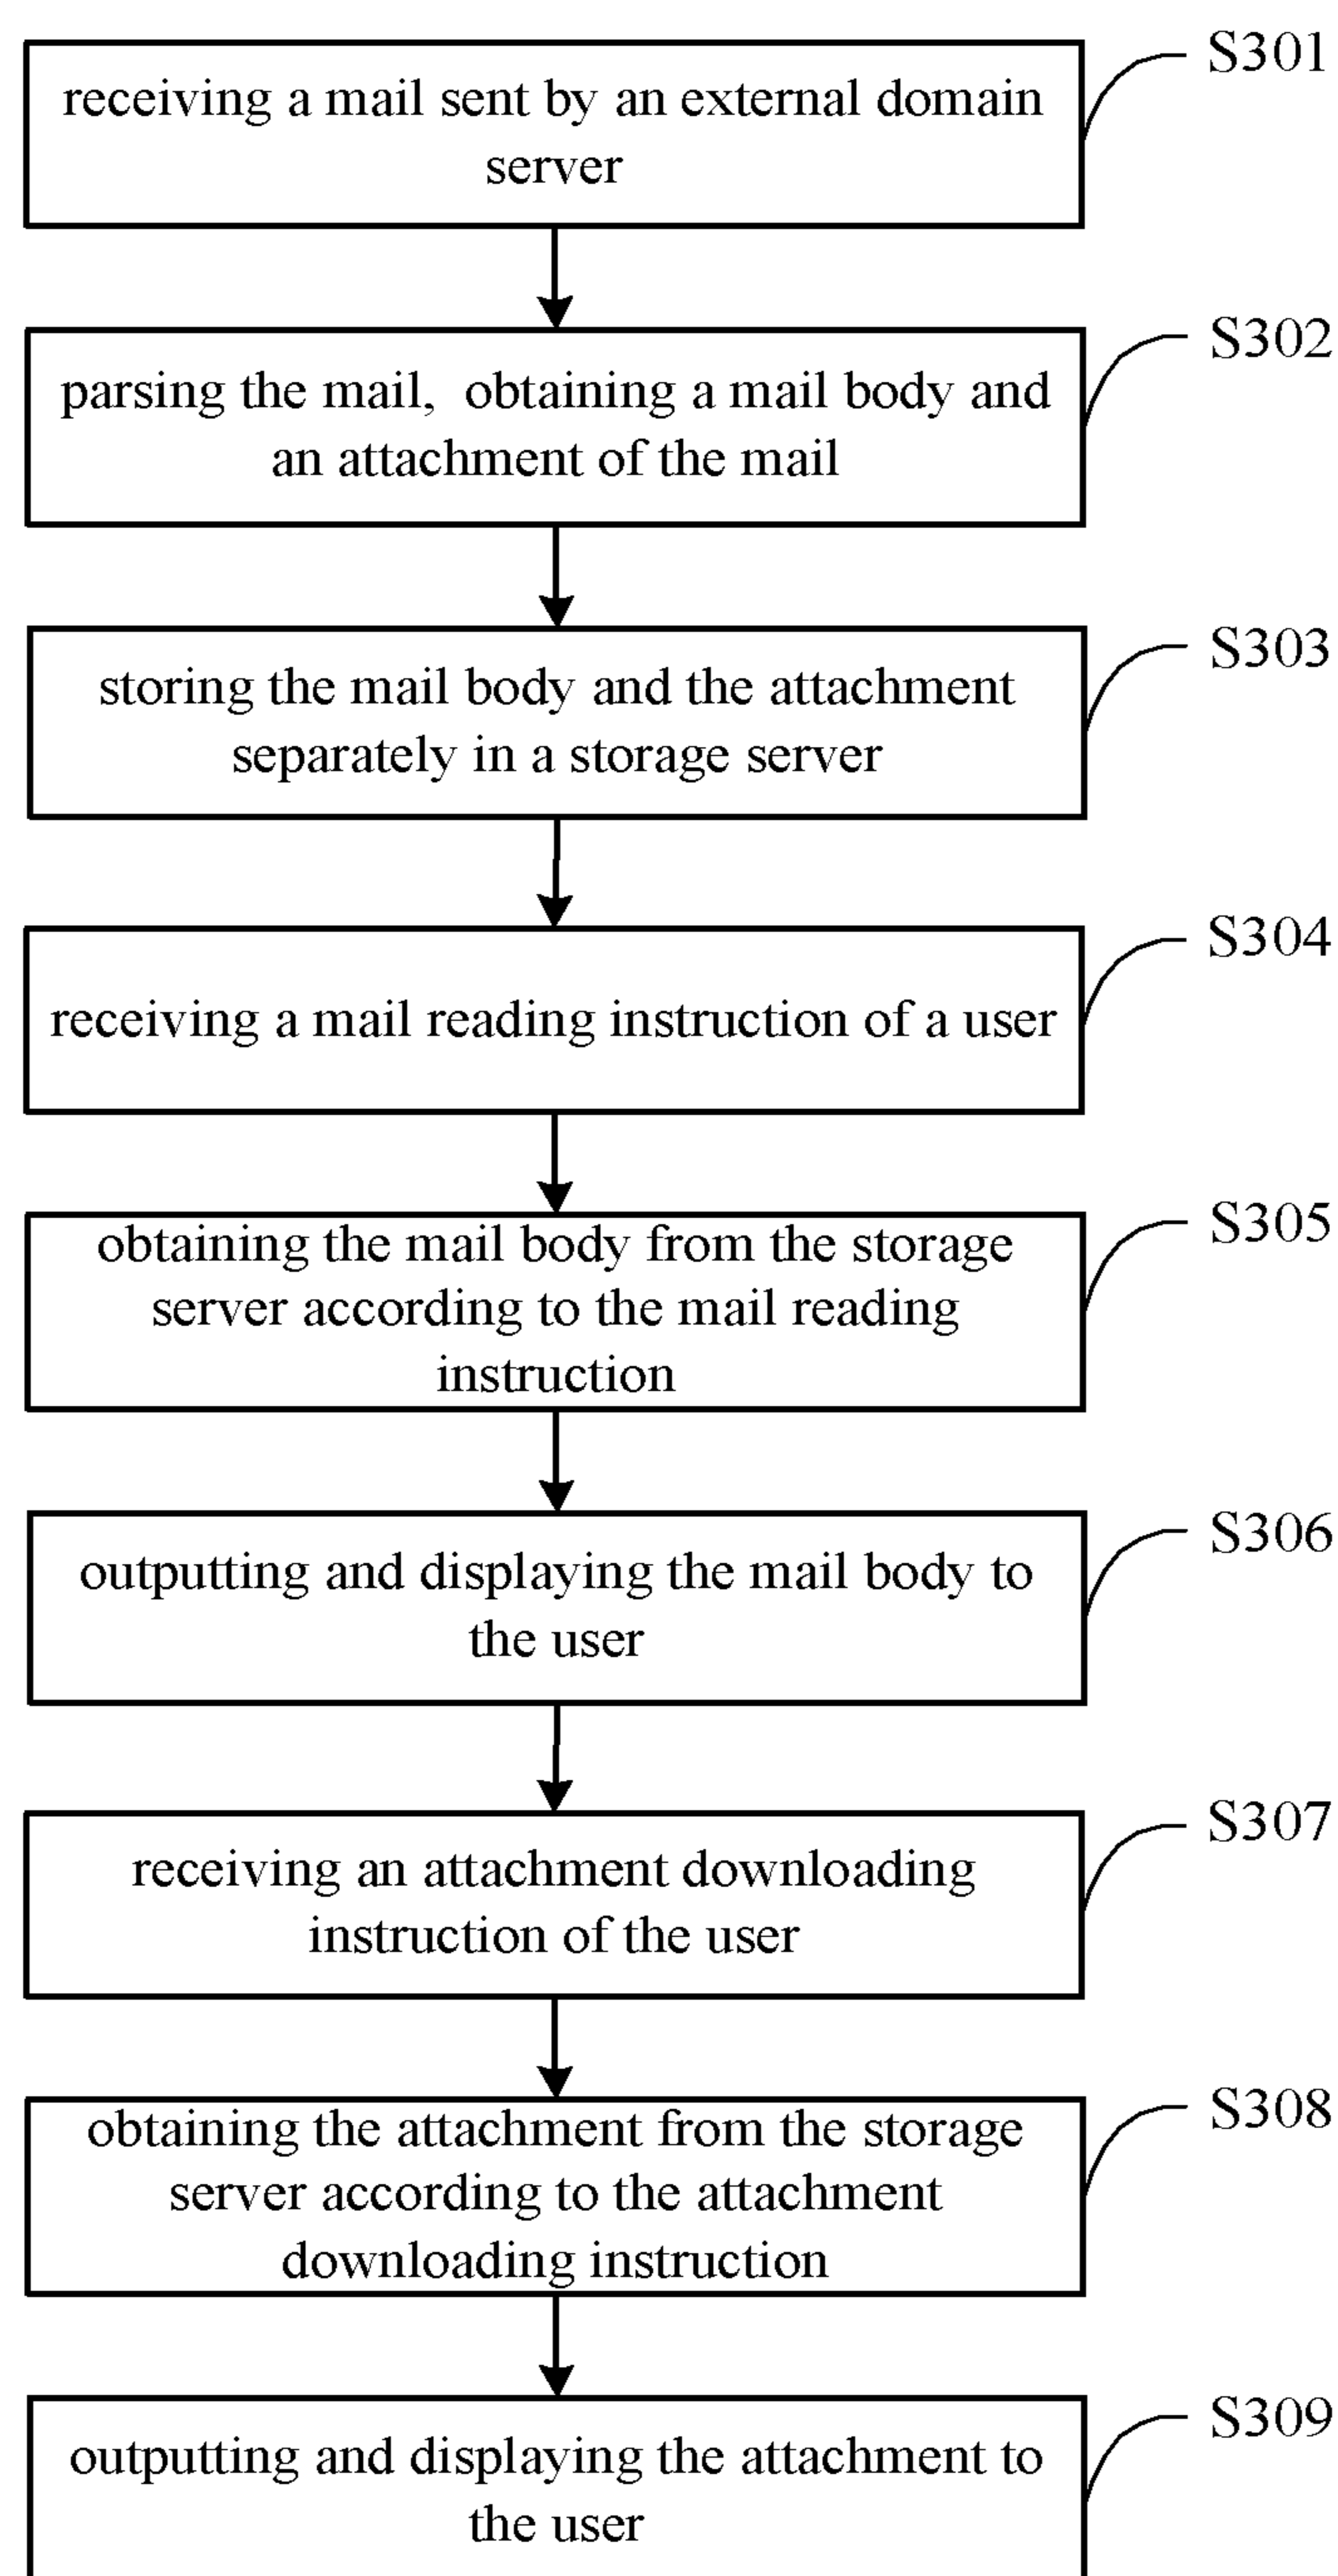 S301
receiving a mail sent by an external domain
server
S302
parsing the mail, obtaining a mail body and
an attachment of the mail
S303
storing the mail body and the attachment
separately in a storage server
S304
receiving a mail reading instruction of a user
S305
obtaining the mail body from the storage
server according to the mail reading
instruction
S306
outputting and displaying the mail body to
the user
S307
receiving an attachment downloading
instruction of the user
S308
obtaining the attachment from the storage
server according to the attachment
downloading instruction
S309
outputting and displaying the attachment to
the user